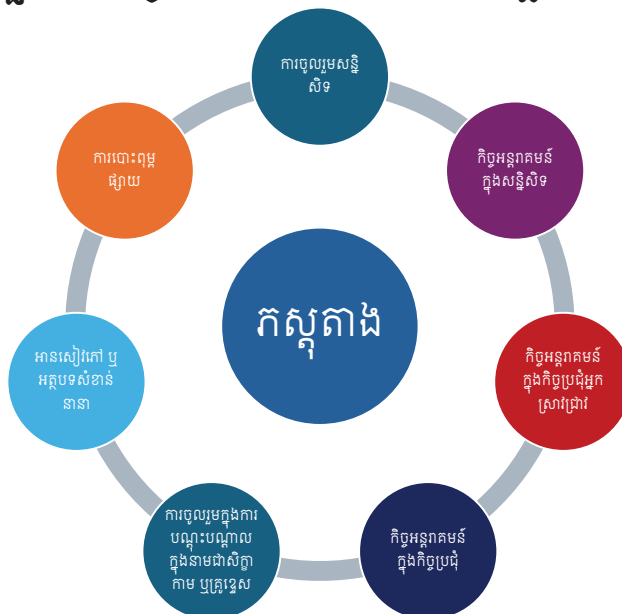 ការចូលរួមសន្និ
សិទ
កិច្ចអន្តរាគមន៍
ក្នុងសន្និសិទ
កិច្ចអន្តរាគមន៍
ក្នុងកិច្ចប្រជុំអ្នក
ស្រាវជ្រាវ
កិច្ចអន្តរាគមន៍
ក្នុងកិច្ចប្រជុំ
ការចូលរួមក្នុងការ
បណ្តុះបណ្តាល
ក្នុងនាមជាសិក្ខា
កាម ឬគ្រូឧទ្ទេស
អានសៀវភៅ ឬ
អត្ថបទសំខាន់
នានា
ការបោះពុម្ព
ផ្សាយ
ភស្តុតាង